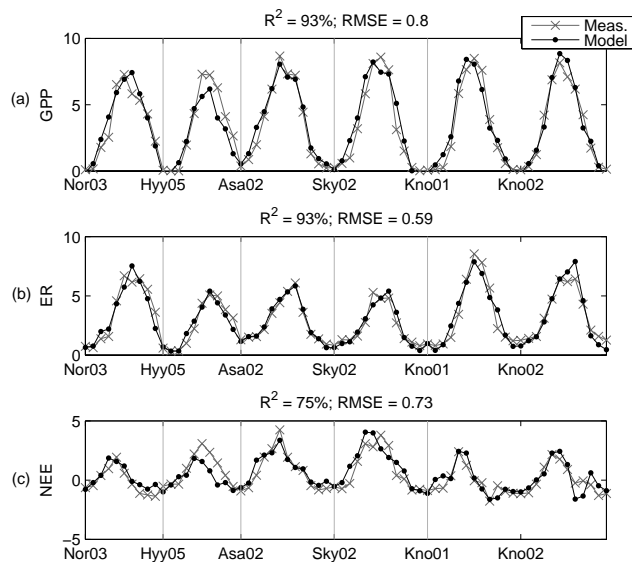 R2 = 93%; RMSE = 0.8
Meas.
Model
(a)
GPP
10
5
0
Nor03 Hyy05 Asa02 Sky02 Kno01 Kno02
R2 = 93%; RMSE = 0.59
(b)
ER
10
5
0
Nor03 Hyy05 Asa02 Sky02 Kno01 Kno02
R2 = 75%; RMSE = 0.73
(c)
NEE
5
0
−5
Nor03 Hyy05 Asa02 Sky02 Kno01 Kno02